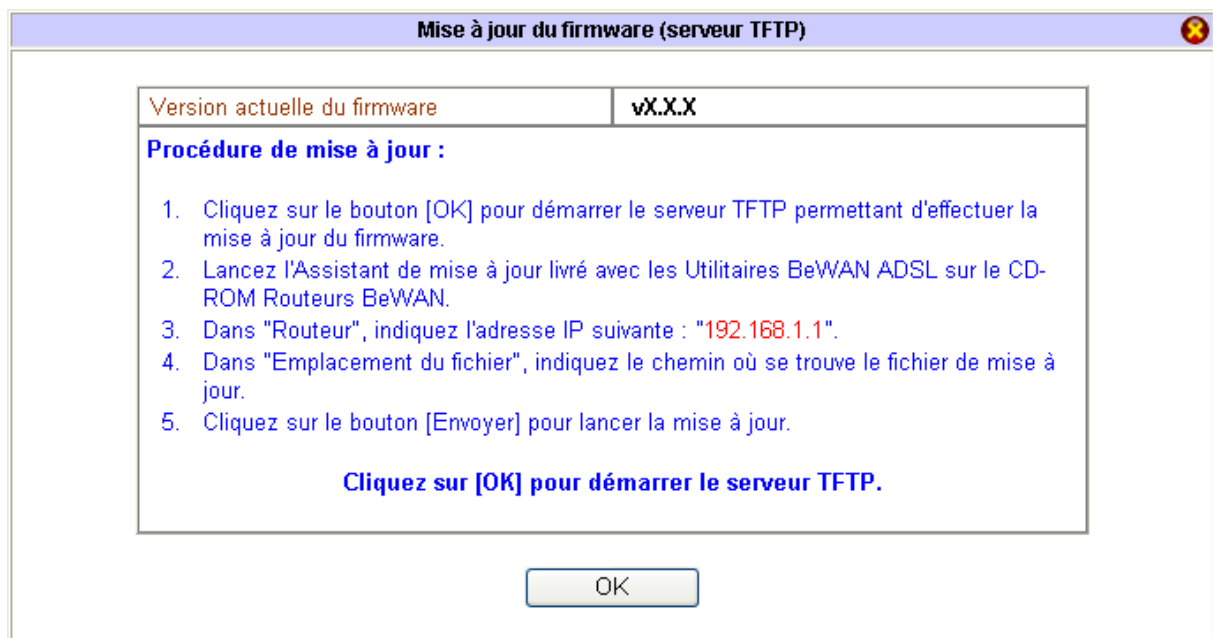 Mise à jour du firmware (serveur TFTP)
Version actuelle du firmware vX.X.X
Procédure de mise à jour :
1. Cliquez sur le bouton [OK] pour démarrer le serveur TFTP permettant d'effectuer la
mise à jour du firmware.
2. Lancez l'Assistant de mise à jour livré avec les Utilitaires BeWAN ADSL sur le CD-
ROM Routeurs BeWAN.
3. Dans "Routeur", indiquez l'adresse IP suivante : "192.168.1.1".
4. Dans "Emplacement du fichier", indiquez le chemin où se trouve le fichier de mise à
jour.
5. Cliquez sur le bouton [Envoyer] pour lancer la mise à jour.
Cliquez sur [OK] pour démarrer le serveur TFTP.
OK